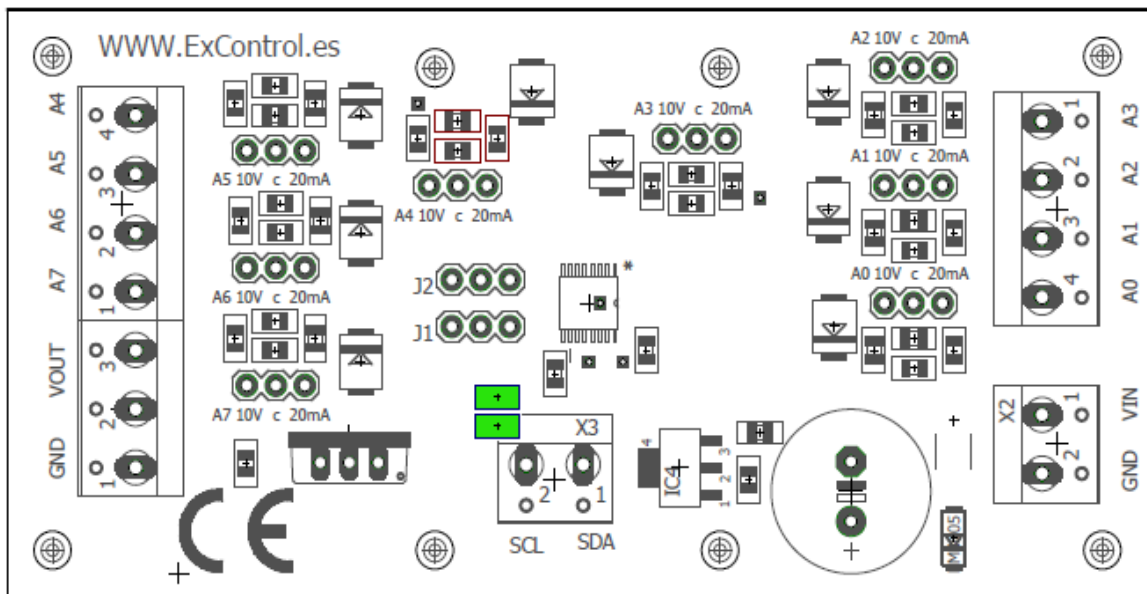 WWW.ExControl.es
A2 10V c 20mA
A3 10V c 20mA
A1 10V c 20mA
A0 10V c 20mA
A4 10V c 20mA
A5 10V c 20mA
A6 10V c 20mA
A7 10V c 20mA
A4
A5
A6
A7
VOUT
GND
4
3
2
1
3
2
1
J2
J1
*
X3
2
1
SCL
SDA
IC4
4
3
2
1
CE
X2
1
2
VIN
GND
1
2
3
4
A3
A2
A1
A0